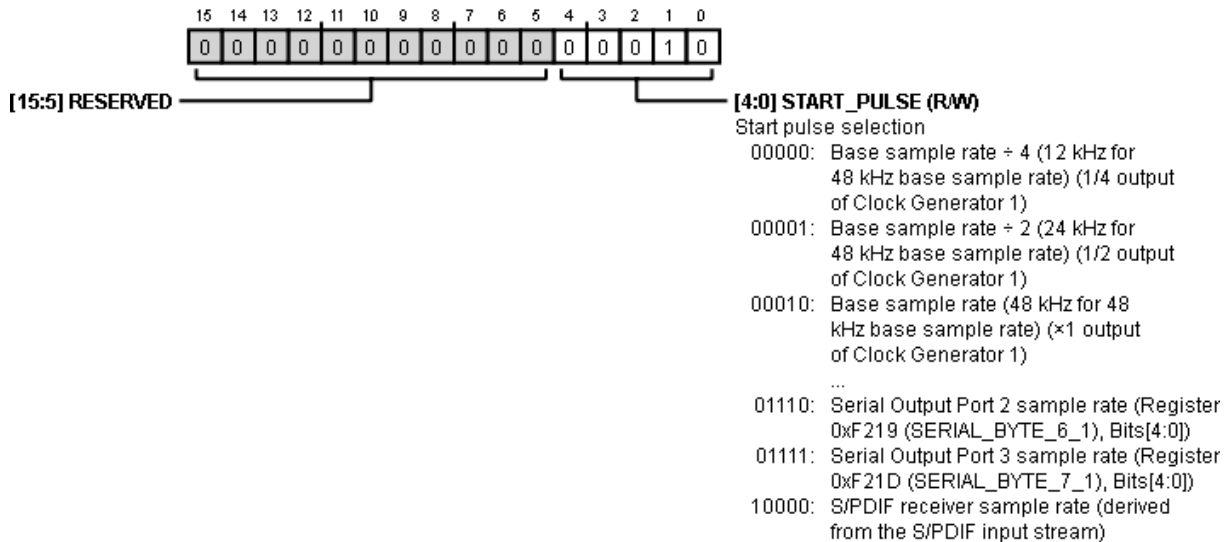 15 14 13 12 11 10 9 8 7 6 5 4 3 2 1 0
0 0 0 0 0 0 0 0 0 0 0 0 0 0 1 0
[15:5] RESERVED
[4:0] START_PULSE (R/W)
Start pulse selection
00000: Base sample rate ÷ 4 (12 kHz for
48 kHz base sample rate) (1/4 output
of Clock Generator 1)
00001: Base sample rate ÷ 2 (24 kHz for
48 kHz base sample rate) (1/2 output
of Clock Generator 1)
00010: Base sample rate (48 kHz for 48
kHz base sample rate) (×1 output
of Clock Generator 1)
...
01110: Serial Output Port 2 sample rate (Register
0xF219 (SERIAL_BYTE_6_1), Bits[4:0])
01111: Serial Output Port 3 sample rate (Register
0xF21D (SERIAL_BYTE_7_1), Bits[4:0])
10000: S/PDIF receiver sample rate (derived
from the S/PDIF input stream)